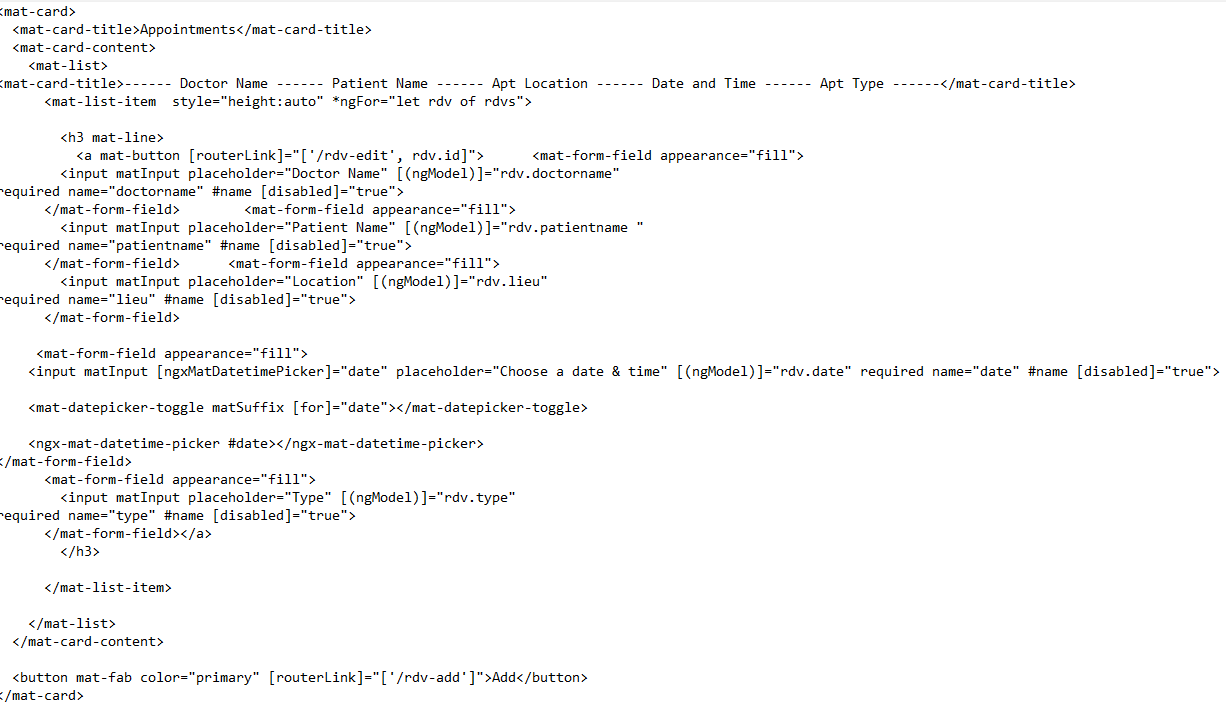 <mat-card>
  <mat-card-title>Appointments</mat-card-title>
  <mat-card-content>
    <mat-list>
<mat-card-title>------ Doctor Name ------ Patient Name ------ Apt Location ------ Date and Time ------ Apt Type ------</mat-card-title>
      <mat-list-item  style="height:auto" *ngFor="let rdv of rdvs">

        <h3 mat-line>
          <a mat-button [routerLink]="['/rdv-edit', rdv.id]">      <mat-form-field appearance="fill">
        <input matInput placeholder="Doctor Name" [(ngModel)]="rdv.doctorname"
required name="doctorname" #name [disabled]="true">
      </mat-form-field>        <mat-form-field appearance="fill">
        <input matInput placeholder="Patient Name" [(ngModel)]="rdv.patientname "
required name="patientname" #name [disabled]="true">
      </mat-form-field>      <mat-form-field appearance="fill">
        <input matInput placeholder="Location" [(ngModel)]="rdv.lieu"
required name="lieu" #name [disabled]="true">
      </mat-form-field>

     <mat-form-field appearance="fill">
    <input matInput [ngxMatDatetimePicker]="date" placeholder="Choose a date & time" [(ngModel)]="rdv.date" required name="date" #name [disabled]="true">

    <mat-datepicker-toggle matSuffix [for]="date"></mat-datepicker-toggle>

    <ngx-mat-datetime-picker #date></ngx-mat-datetime-picker>
</mat-form-field>
      <mat-form-field appearance="fill">
        <input matInput placeholder="Type" [(ngModel)]="rdv.type"
required name="type" #name [disabled]="true">
      </mat-form-field></a>
        </h3>

      </mat-list-item>

    </mat-list>
  </mat-card-content>

  <button mat-fab color="primary" [routerLink]="['/rdv-add']">Add</button>
</mat-card>